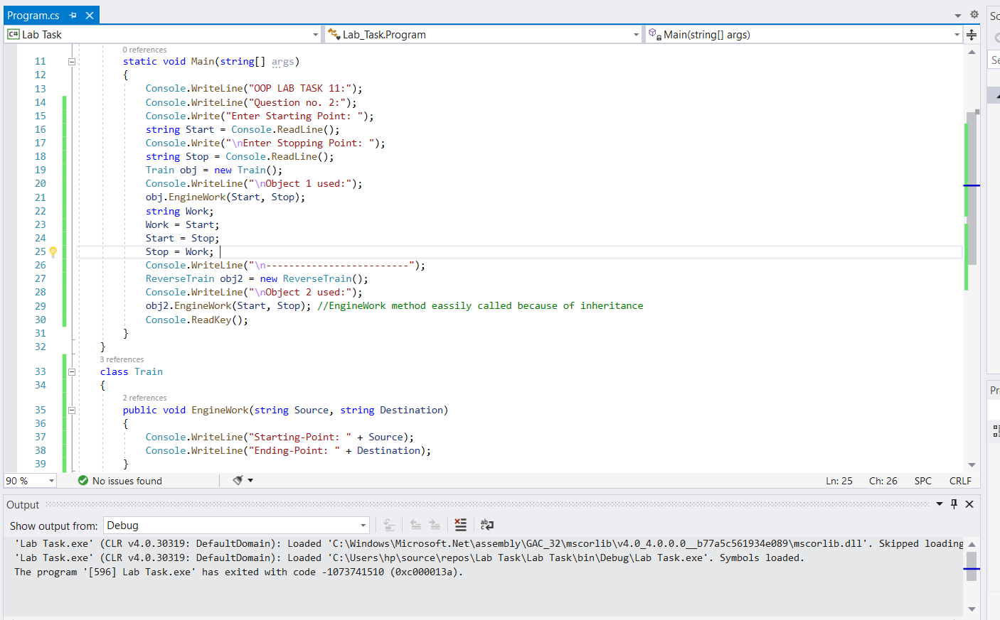 Program.cs
C# Lab Task
Lab_Task.Program
Main(string[] args)
0 references
11 static void Main(string[] args)
12 {
13 Console.WriteLine("OOP LAB TASK 11:");
14 Console.WriteLine("Question no. 2:");
15 Console.Write("Enter Starting Point: ");
16 string Start = Console.ReadLine();
17 Console.Write("\nEnter Stopping Point: ");
18 string Stop = Console.ReadLine();
19 Train obj = new Train();
20 Console.WriteLine("\nObject 1 used:");
21 obj.EngineWork(Start, Stop);
22 string Work;
23 Work = Start;
24 Start = Stop;
25 Stop = Work;
26 Console.WriteLine("\n-------------------------");
27 ReverseTrain obj2 = new ReverseTrain();
28 Console.WriteLine("\nObject 2 used:");
29 obj2.EngineWork(Start, Stop); //EngineWork method eassily called because of inheritance
30 Console.ReadKey();
31 }
32 }
3 references
33 class Train
34 {
2 references
35 public void EngineWork(string Source, string Destination)
36 {
37 Console.WriteLine("Starting-Point: " + Source);
38 Console.WriteLine("Ending-Point: " + Destination);
39 }
90 % No issues found Ln: 25 Ch: 26 SPC CRLF
Output
Show output from: Debug
'Lab Task.exe' (CLR v4.0.30319: DefaultDomain): Loaded 'C:\Windows\Microsoft.Net\assembly\GAC_32\mscorlib\v4.0_4.0.0.0__b77a5c561934e089\mscorlib.dll'. Skipped loading
'Lab Task.exe' (CLR v4.0.30319: DefaultDomain): Loaded 'C:\Users\hp\source\repos\Lab Task\Lab Task\bin\Debug\Lab Task.exe'. Symbols loaded.
The program '[596] Lab Task.exe' has exited with code -1073741510 (0xc000013a).
So
Se
Pr